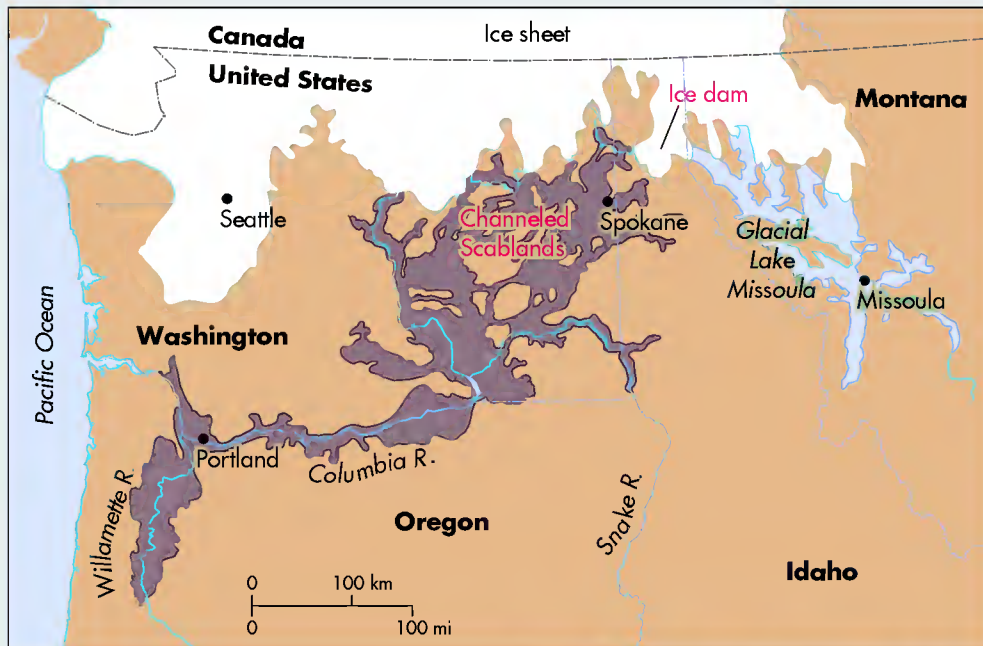 Canada
Ice sheet
United States
Ice dam
Montana
Seattle
Channeled
Scablands
Spokane
Glacial
Lake
Missoula
Missoula
Washington
Pacific Ocean
Portland
Columbia R.
Willamette R.
Oregon
Snake R.
Idaho
0 100 km
0 100 mi